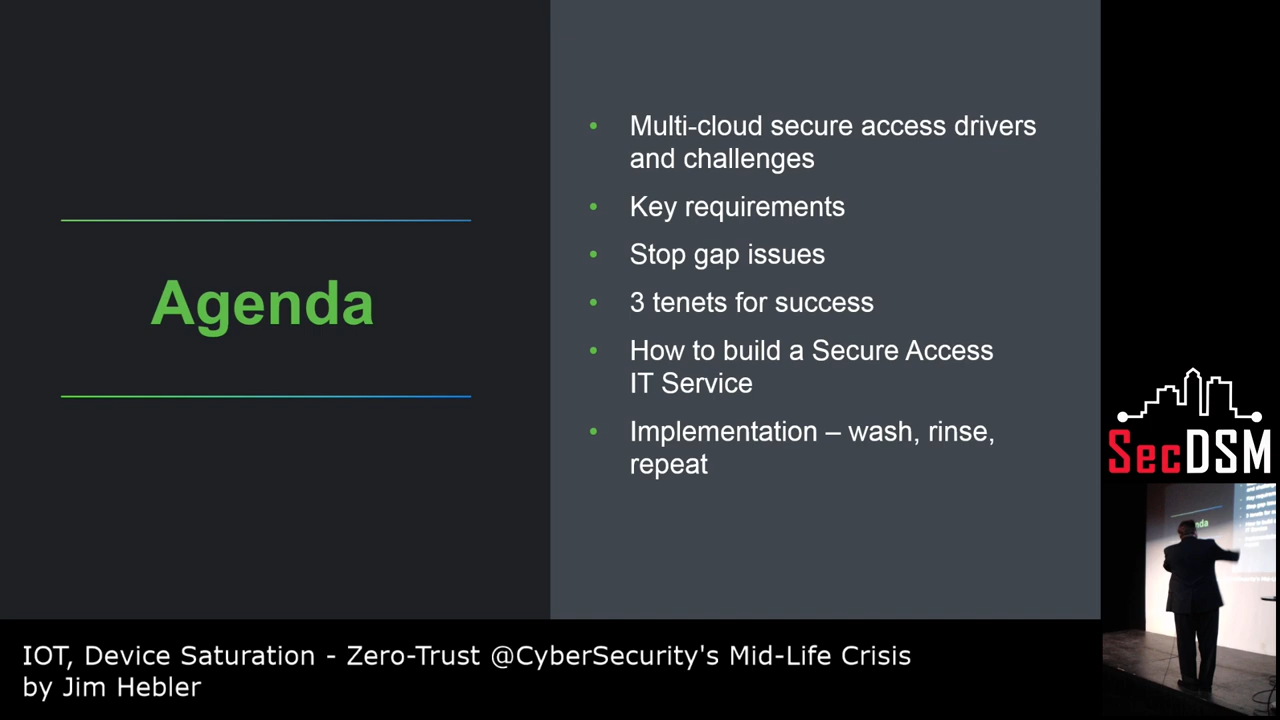 Agenda
Multi-cloud secure access drivers
and challenges
Key requirements
Stop gap issues
3 tenets for success
How to build a Secure Access
IT Service
Implementation – wash, rinse,
repeat
SecDSM
IOT, Device Saturation - Zero-Trust @CyberSecurity's Mid-Life Crisis
by Jim Hebler